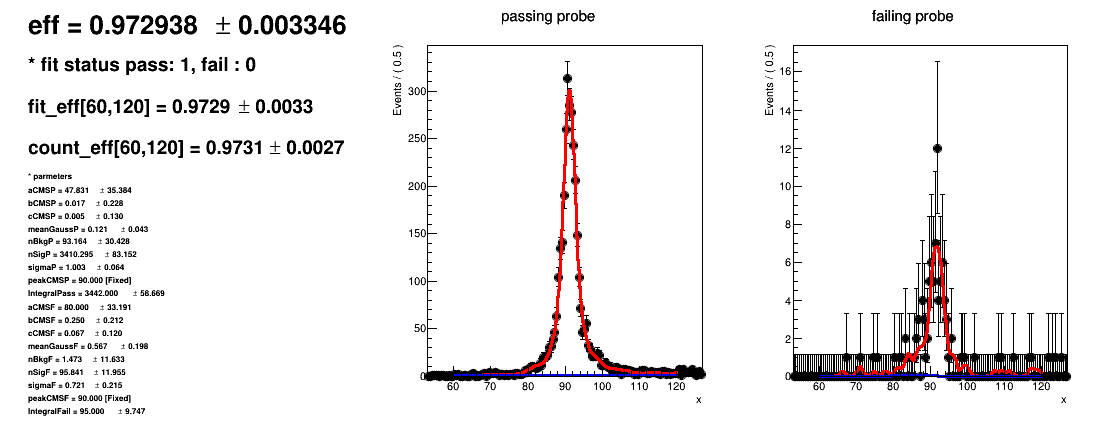 eff = 0.972938 ± 0.003346
* fit status pass: 1, fail : 0
fit_eff[60,120] = 0.9729 ± 0.0033
count_eff[60,120] = 0.9731 ± 0.0027
* parmeters
aCMSP = 47.831 ± 35.384
bCMSP = 0.017 ± 0.228
cCMSP = 0.005 ± 0.130
meanGaussP = 0.121 ± 0.043
nBkgP = 93.164 ± 30.428
nSigP = 3410.295 ± 83.152
sigmaP = 1.003 ± 0.064
peakCMSP = 90.000 [Fixed]
IntegralPass = 3442.000 ± 58.669
aCMSF = 80.000 ± 33.191
bCMSF = 0.250 ± 0.212
cCMSF = 0.067 ± 0.120
meanGaussF = 0.567 ± 0.198
nBkgF = 1.473 ± 11.633
nSigF = 95.841 ± 11.955
sigmaF = 0.721 ± 0.215
peakCMSF = 90.000 [Fixed]
IntegralFail = 95.000 ± 9.747
passing probe
Events / ( 0.5 )
300
250
200
150
100
50
0
60 70 80 90 100 110 120
x
failing probe
Events / ( 0.5 )
16
14
12
10
8
6
4
2
0
60 70 80 90 100 110 120
x